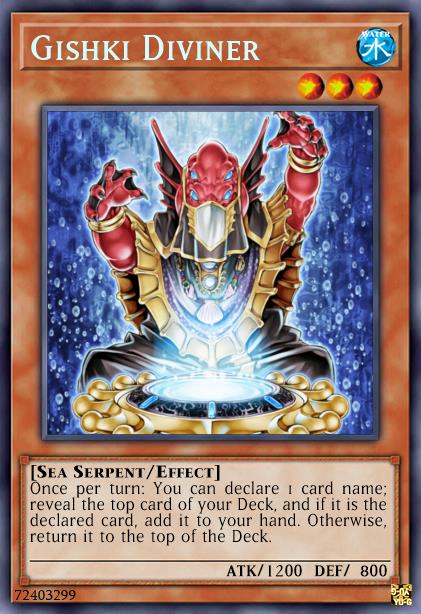 Gishki Diviner
WATER
水
[Sea Serpent/Effect]
Once per turn: You can declare 1 card name;
reveal the top card of your Deck, and if it is the
declared card, add it to your hand. Otherwise,
return it to the top of the Deck.
ATK/1200 DEF/ 800
72403299